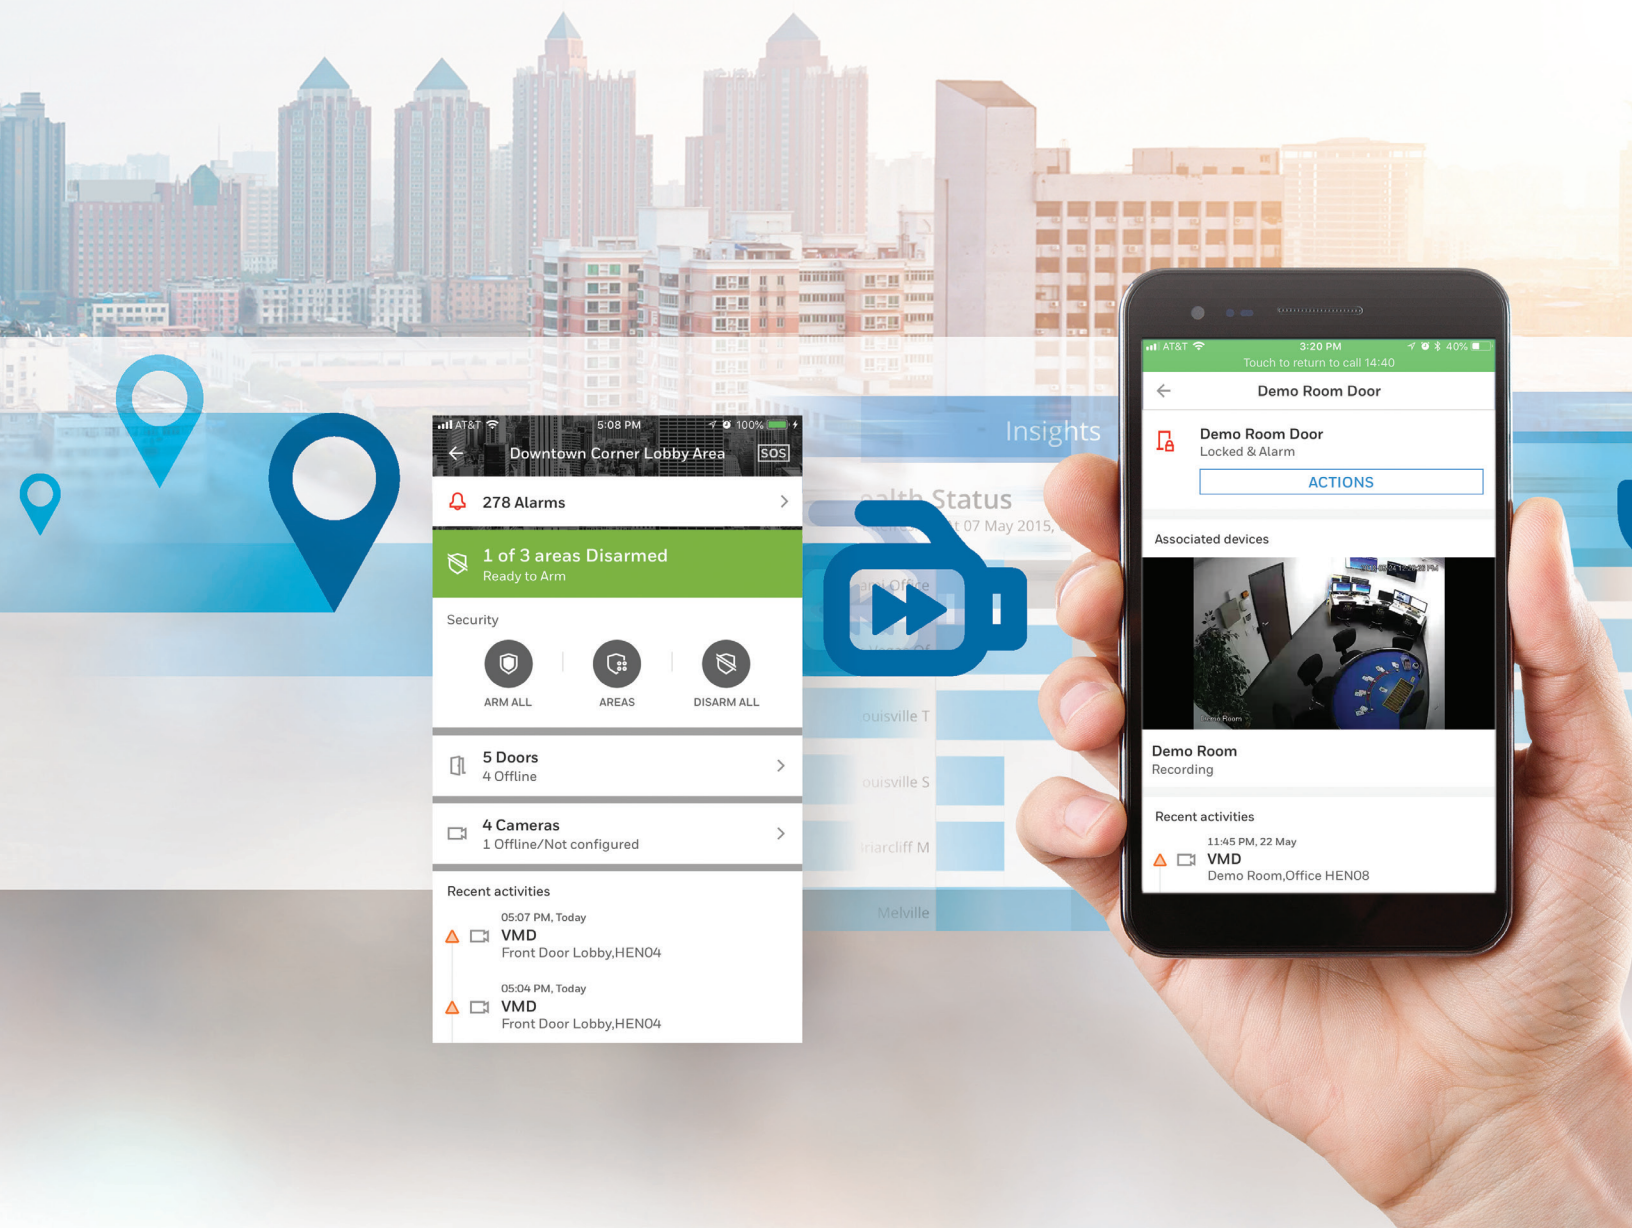 AT&T 5:08 PM 100%
Downtown Corner Lobby Area SOS
278 Alarms
1 of 3 areas Disarmed
Ready to Arm
Security
ARM ALL AREAS DISARM ALL
5 Doors
4 Offline
4 Cameras
1 Offline/Not configured
Recent activities
05:07 PM, Today
VMD
Front Door Lobby,HEN04
05:04 PM, Today
VMD
Front Door Lobby,HEN04
Insights
Status
07 May 2015,
Office
Melville
AT&T 3:20 PM 40%
Touch to return to call 14:40
Demo Room Door
Demo Room Door
Locked & Alarm
ACTIONS
Associated devices
Demo Room
Demo Room
Recording
Recent activities
11:45 PM, 22 May
VMD
Demo Room,Office HEN08